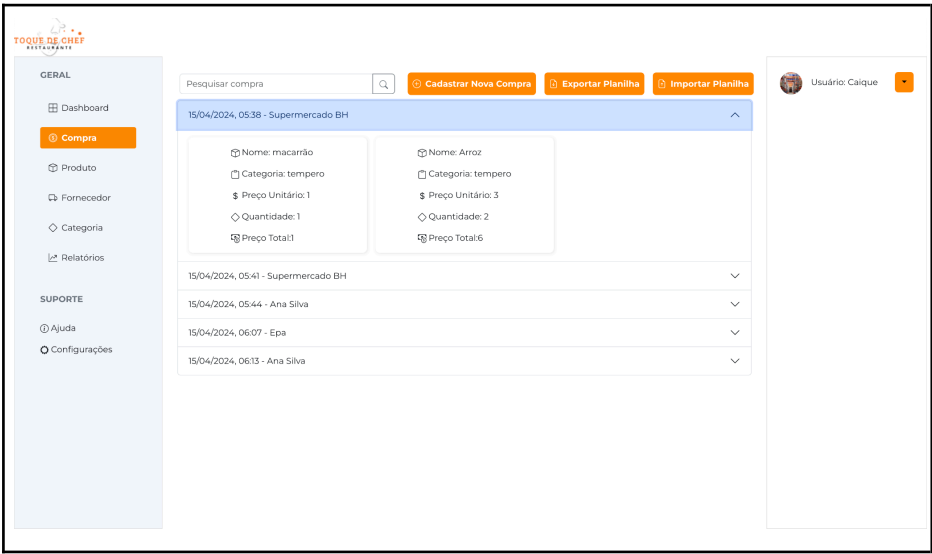 TOQUE DE CHEF
RESTAURANTE
GERAL
Dashboard
Compra
Produto
Fornecedor
Categoria
Relatórios
SUPORTE
Ajuda
Configurações
Pesquisar compra
Cadastrar Nova Compra
Exportar Planilha
Importar Planilha
15/04/2024, 05:38 - Supermercado BH
Nome: macarrão
Categoria: tempero
$ Preço Unitário: 1
Quantidade: 1
Preço Total:1
Nome: Arroz
Categoria: tempero
$ Preço Unitário: 3
Quantidade: 2
Preço Total:6
15/04/2024, 05:41 - Supermercado BH
15/04/2024, 05:44 - Ana Silva
15/04/2024, 06:07 - Epa
15/04/2024, 06:13 - Ana Silva
Usuário: Caique